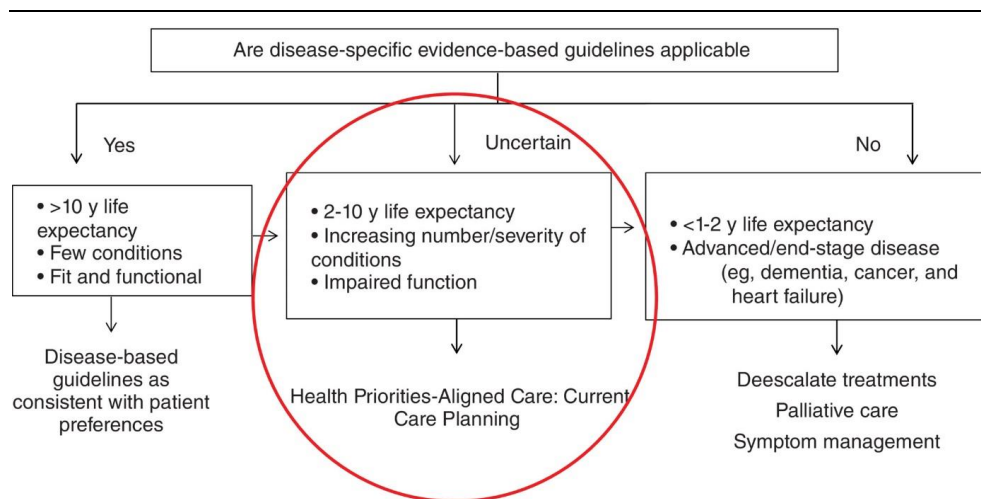 Are disease-specific evidence-based guidelines applicable
Yes
Uncertain
No
• >10 y life
expectancy
• Few conditions
• Fit and functional
• 2-10 y life expectancy
• Increasing number/severity of
conditions
• Impaired function
• <1-2 y life expectancy
• Advanced/end-stage disease
(eg, dementia, cancer, and
heart failure)
Disease-based
guidelines as
consistent with patient
preferences
Health Priorities-Aligned Care: Current
Care Planning
Deescalate treatments
Palliative care
Symptom management